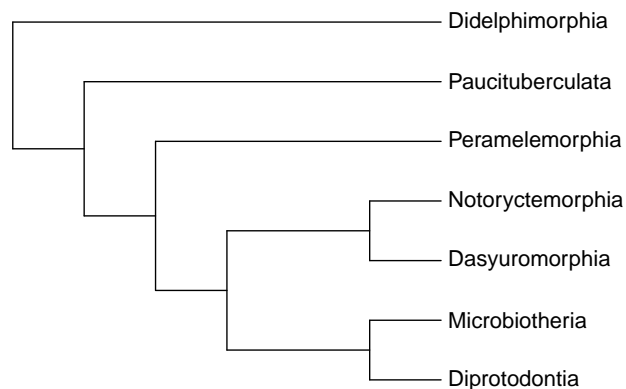 Didelphimorphia
Paucituberculata
Peramelemorphia
Notoryctemorphia
Dasyuromorphia
Microbiotheria
Diprotodontia